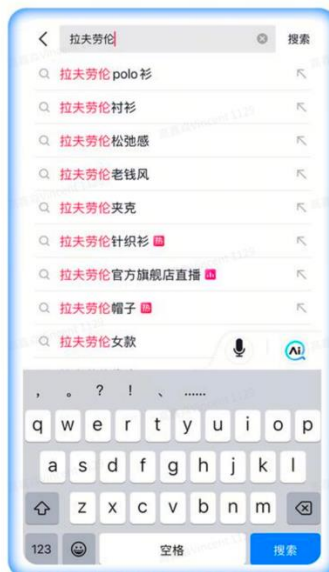 拉夫劳伦 搜索
拉夫劳伦polo衫
拉夫劳伦衬衫
拉夫劳伦松弛感
拉夫劳伦老钱风
拉夫劳伦夹克
拉夫劳伦针织衫 热
拉夫劳伦官方旗舰店直播
拉夫劳伦帽子 热
拉夫劳伦女款
Ai
， 。 ？ ！ 、 ……
q w e r t y u i o p
a s d f g h j k l
z x c v b n m
123 空格 搜索